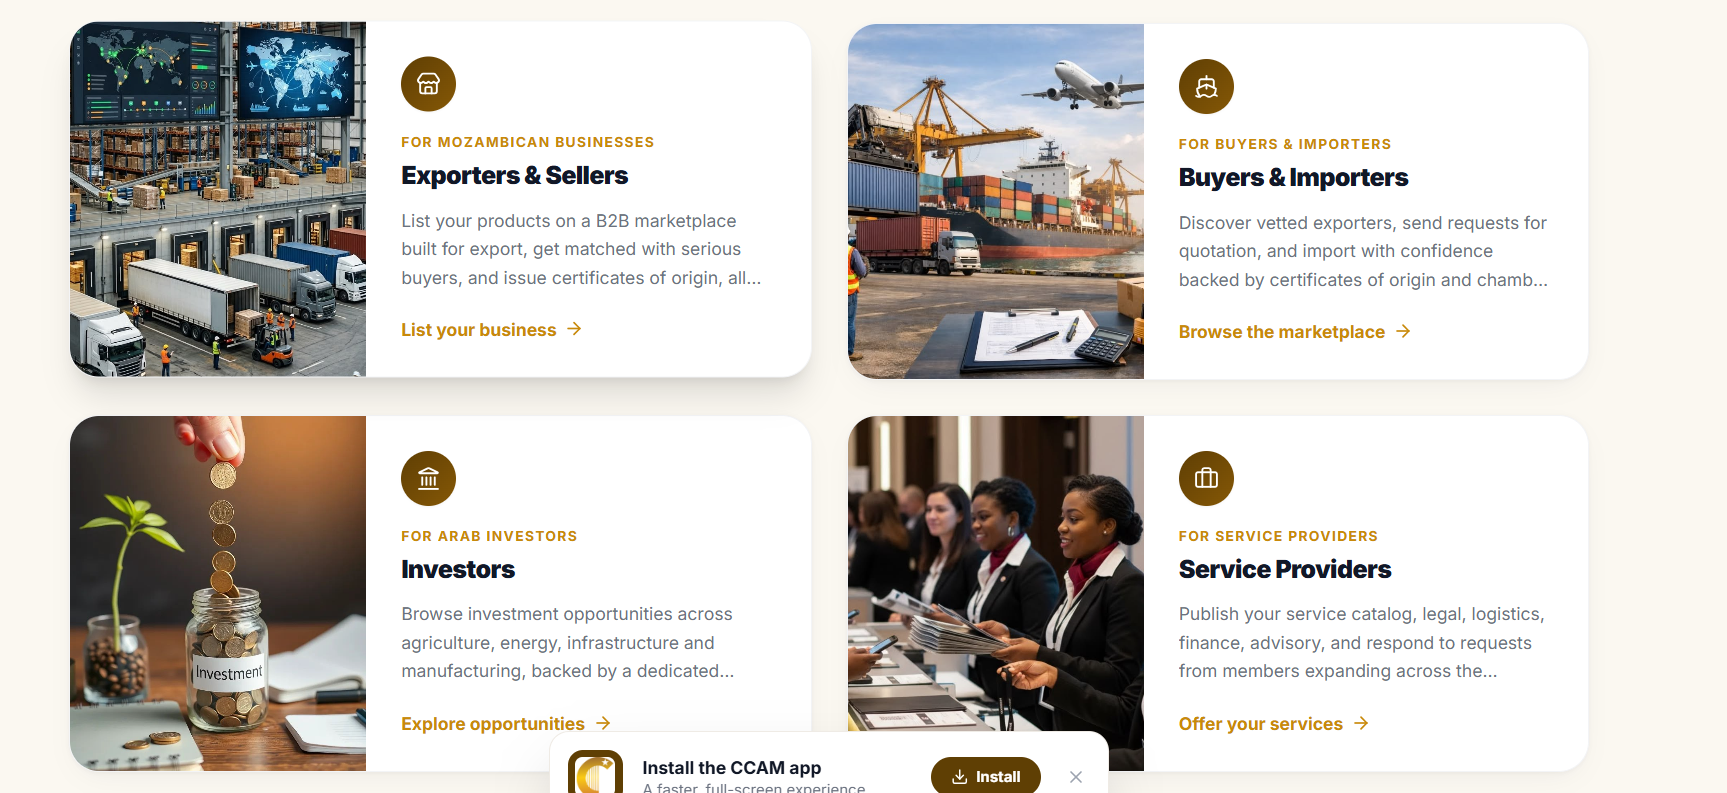 FOR MOZAMBICAN BUSINESSES
Exporters & Sellers
List your products on a B2B marketplace
built for export, get matched with serious
buyers, and issue certificates of origin, all...
List your business
FOR BUYERS & IMPORTERS
Buyers & Importers
Discover vetted exporters, send requests for
quotation, and import with confidence
backed by certificates of origin and chamb...
Browse the marketplace
Investment
FOR ARAB INVESTORS
Investors
Browse investment opportunities across
agriculture, energy, infrastructure and
manufacturing, backed by a dedicated...
Explore opportunities
FOR SERVICE PROVIDERS
Service Providers
Publish your service catalog, legal, logistics,
finance, advisory, and respond to requests
from members expanding across the...
Offer your services
Install the CCAM app
A faster, full-screen experience
Install